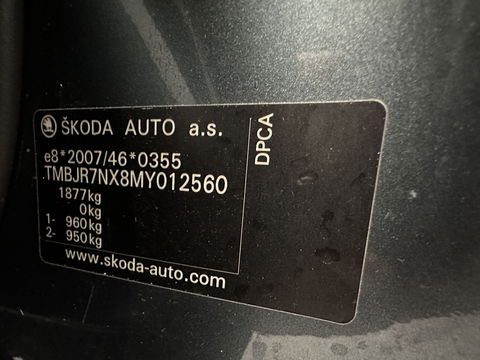 ŠKODA AUTO a.s.
e8*2007/46*0355
TMBJR7NX8MY012560
1877kg
0kg
1- 960kg
2- 950kg
www.skoda-auto.com
DPCA